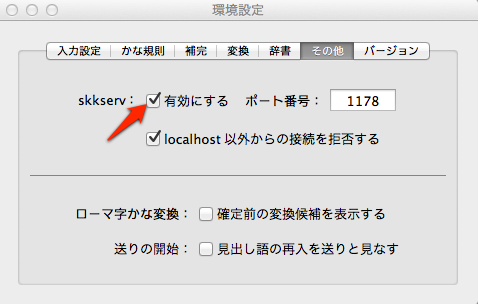 環境設定
入力設定 かな規則 補完 変換 辞書 その他 バージョン
skkserv： 有効にする ポート番号： 1178
localhost 以外からの接続を拒否する
ローマ字かな変換： 確定前の変換候補を表示する
送りの開始： 見出し語の再入を送りと見なす